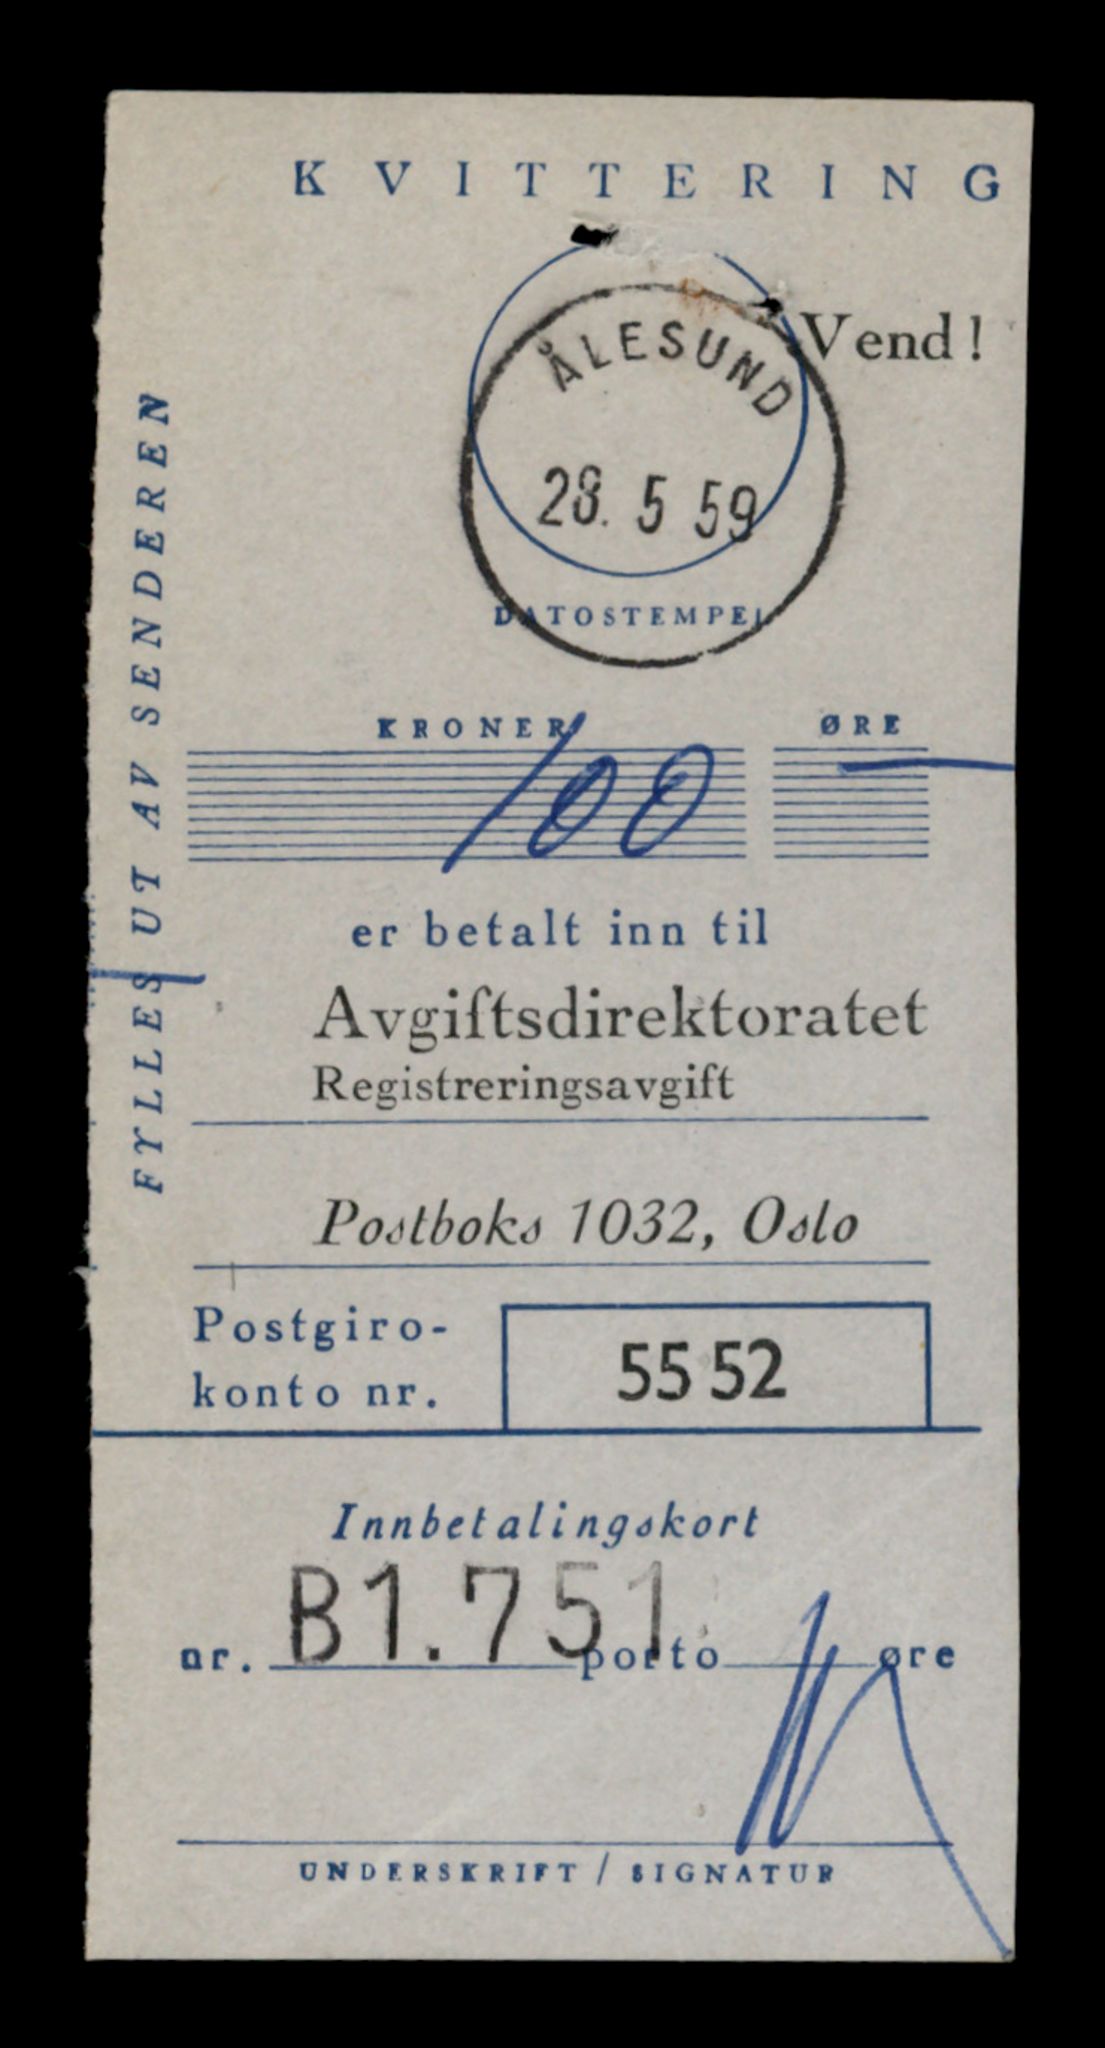 KVITTERING
Vend!
ÅLESUND
28. 5 59
DATOSTEMPEL
FYLLES UT AV SENDEREN
KRONER ØRE
100 —
er betalt inn til
Avgiftsdirektoratet
Registreringsavgift
Postboks 1032, Oslo
Postgiro-
konto nr. 55 52
Innbetalingskort
nr. B1.751 porto øre
UNDERSKRIFT / SIGNATUR